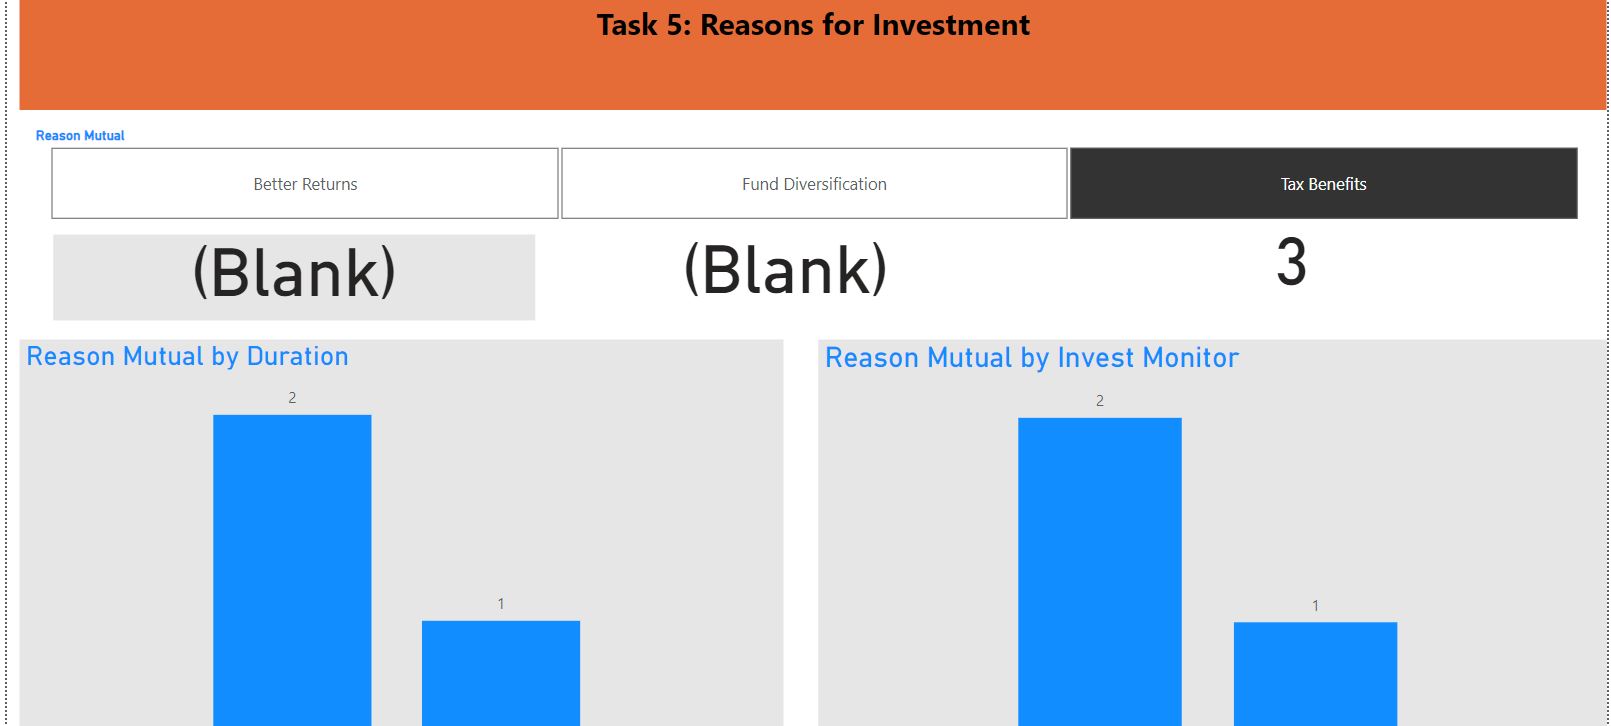 Task 5: Reasons for Investment
Reason Mutual
Better Returns
Fund Diversification
Tax Benefits
(Blank)
(Blank)
3
Reason Mutual by Duration
2
1
Reason Mutual by Invest Monitor
2
1